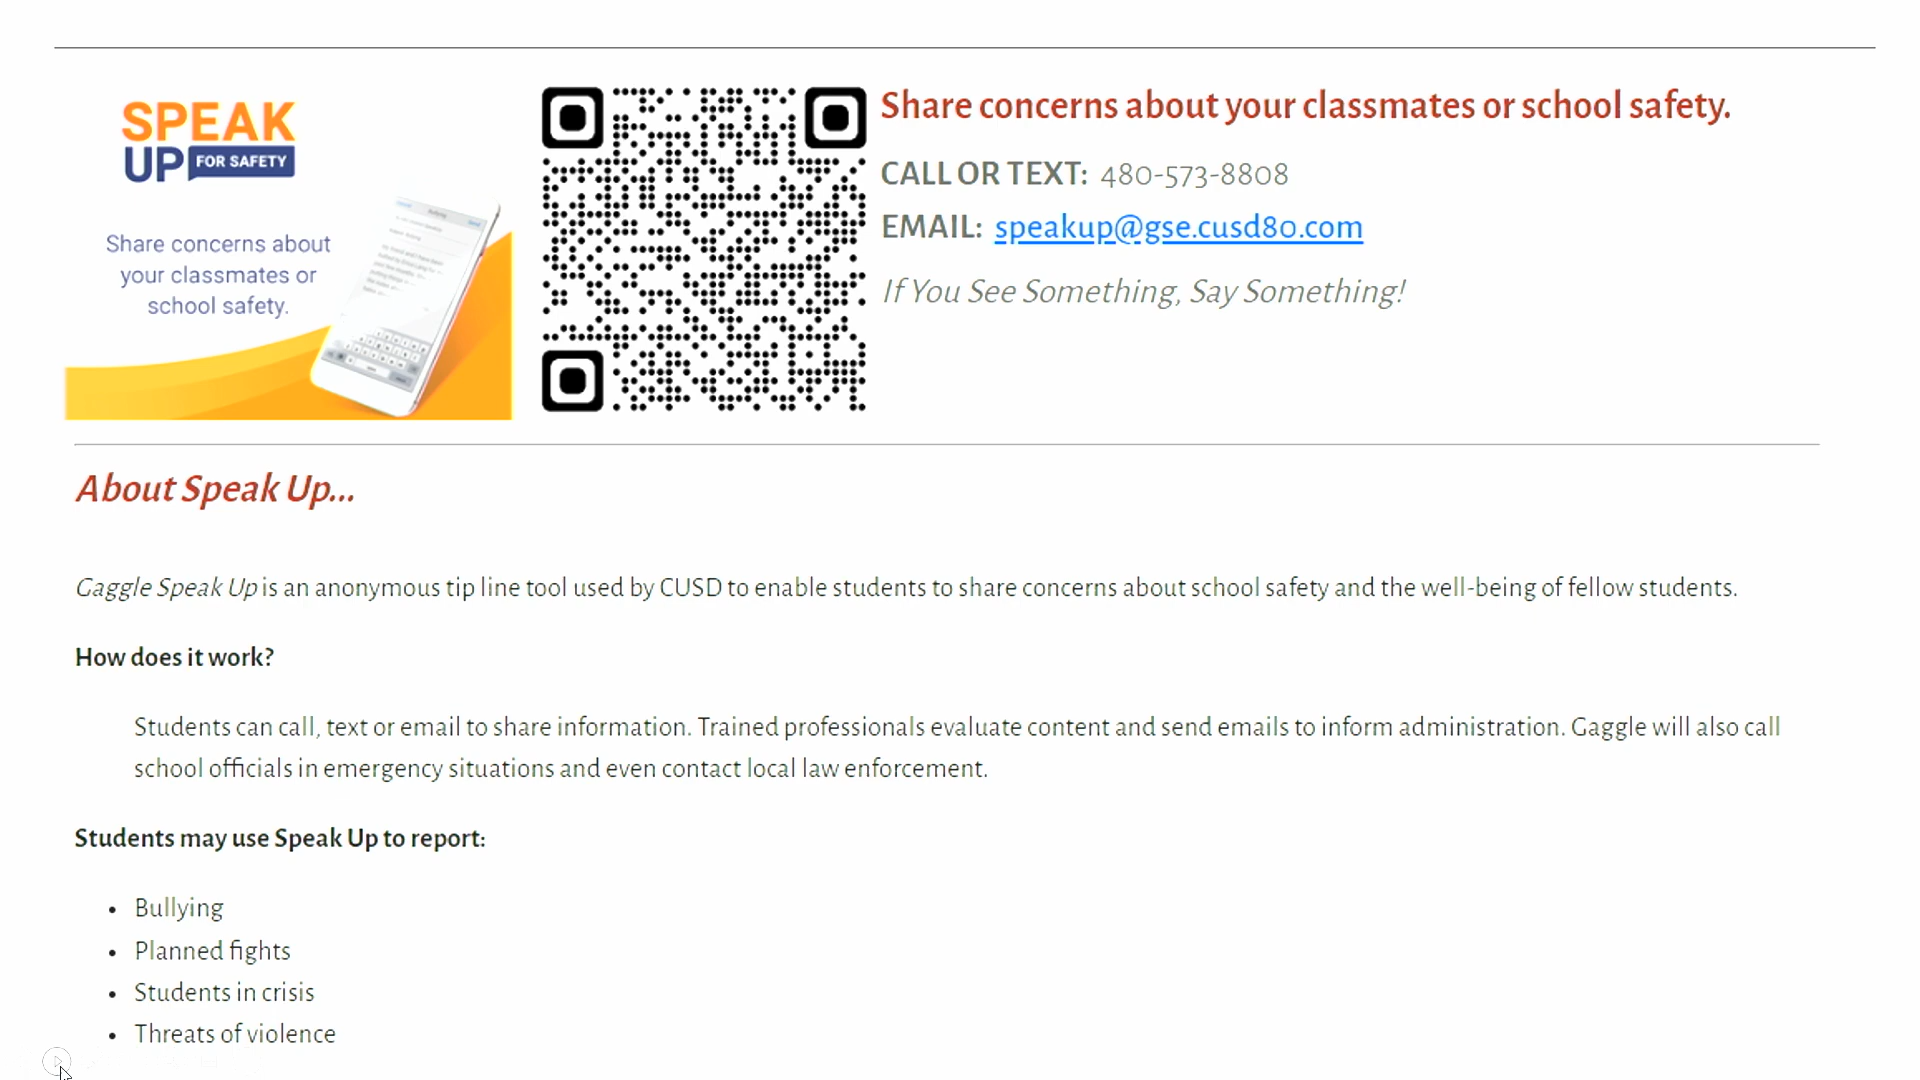 SPEAK
UP FOR SAFETY
Share concerns about
your classmates or
school safety.
Share concerns about your classmates or school safety.
CALL OR TEXT: 480-573-8808
EMAIL: speakup@gse.cusd80.com
If You See Something, Say Something!
About Speak Up...
Gaggle Speak Up is an anonymous tip line tool used by CUSD to enable students to share concerns about school safety and the well-being of fellow students.
How does it work?
Students can call, text or email to share information. Trained professionals evaluate content and send emails to inform administration. Gaggle will also call
school officials in emergency situations and even contact local law enforcement.
Students may use Speak Up to report:
• Bullying
• Planned fights
• Students in crisis
• Threats of violence